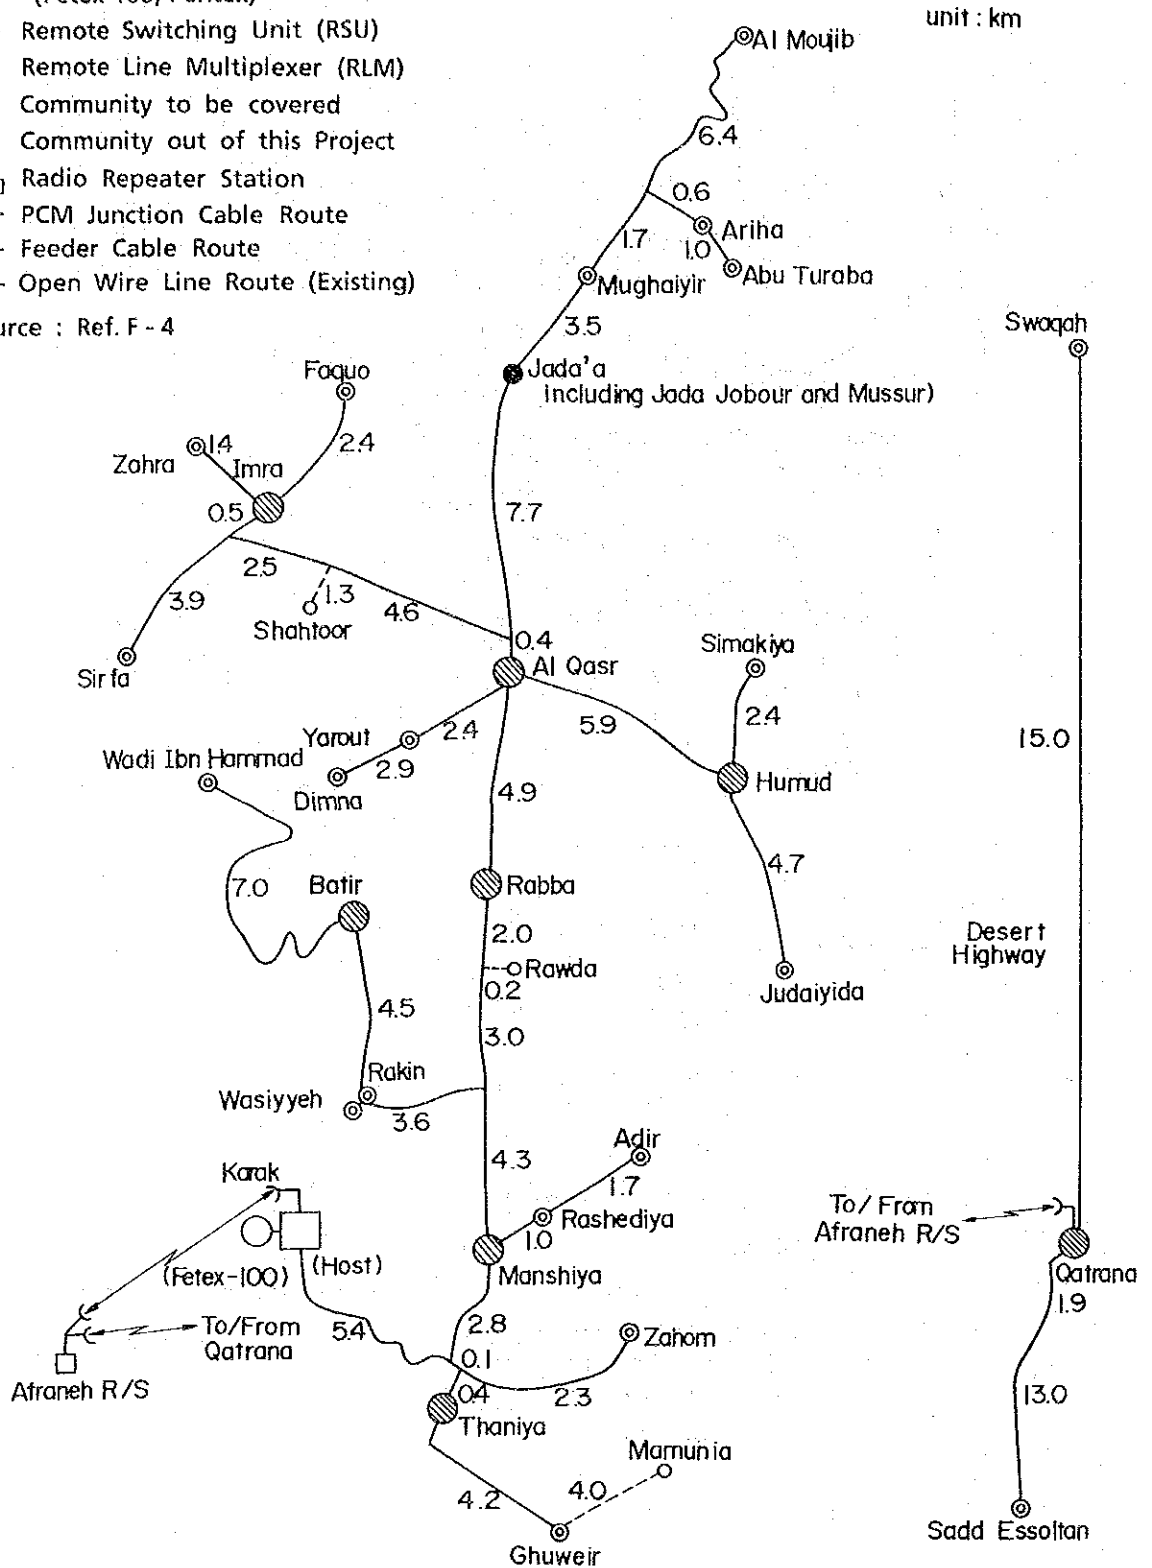 unit : km
Remote Switching Unit (RSU)
Remote Line Multiplexer (RLM)
Community to be covered
Community out of this Project
Radio Repeater Station
PCM Junction Cable Route
Feeder Cable Route
Open Wire Line Route (Existing)
: Ref. F - 4
Al Moujib
6.4
0.6
Ariha
1.7
1.0
Mughaiyir
Abu Turaba
3.5
Swaqah
Jada'a
including Jada Jobour and Mussur)
Faquo
1.4
2.4
Zahra
Imra
0.5
7.7
2.5
1.3
3.9
4.6
Shahtoor
0.4
Simakiya
Sirfa
Al Qasr
5.9
2.4
Yarout
2.4
15.0
Wadi Ibn Hammad
2.9
Dimna
Humud
4.9
4.7
7.0
Batir
Rabba
2.0
Desert
Highway
Rawda
0.2
Judaiyida
4.5
3.0
Rakin
Wasiyyeh
3.6
Adir
4.3
Karak
1.7
To/From
Afraneh R/S
Rashediya
1.0
(Fetex-100)
(Host)
Manshiya
Qatrana
1.9
5.4
2.8
To/From
Qatrana
Zahom
0.1
Afraneh R/S
0.4
2.3
13.0
Thaniya
Mamunia
4.2
4.0
Sadd Essoltan
Ghuweir